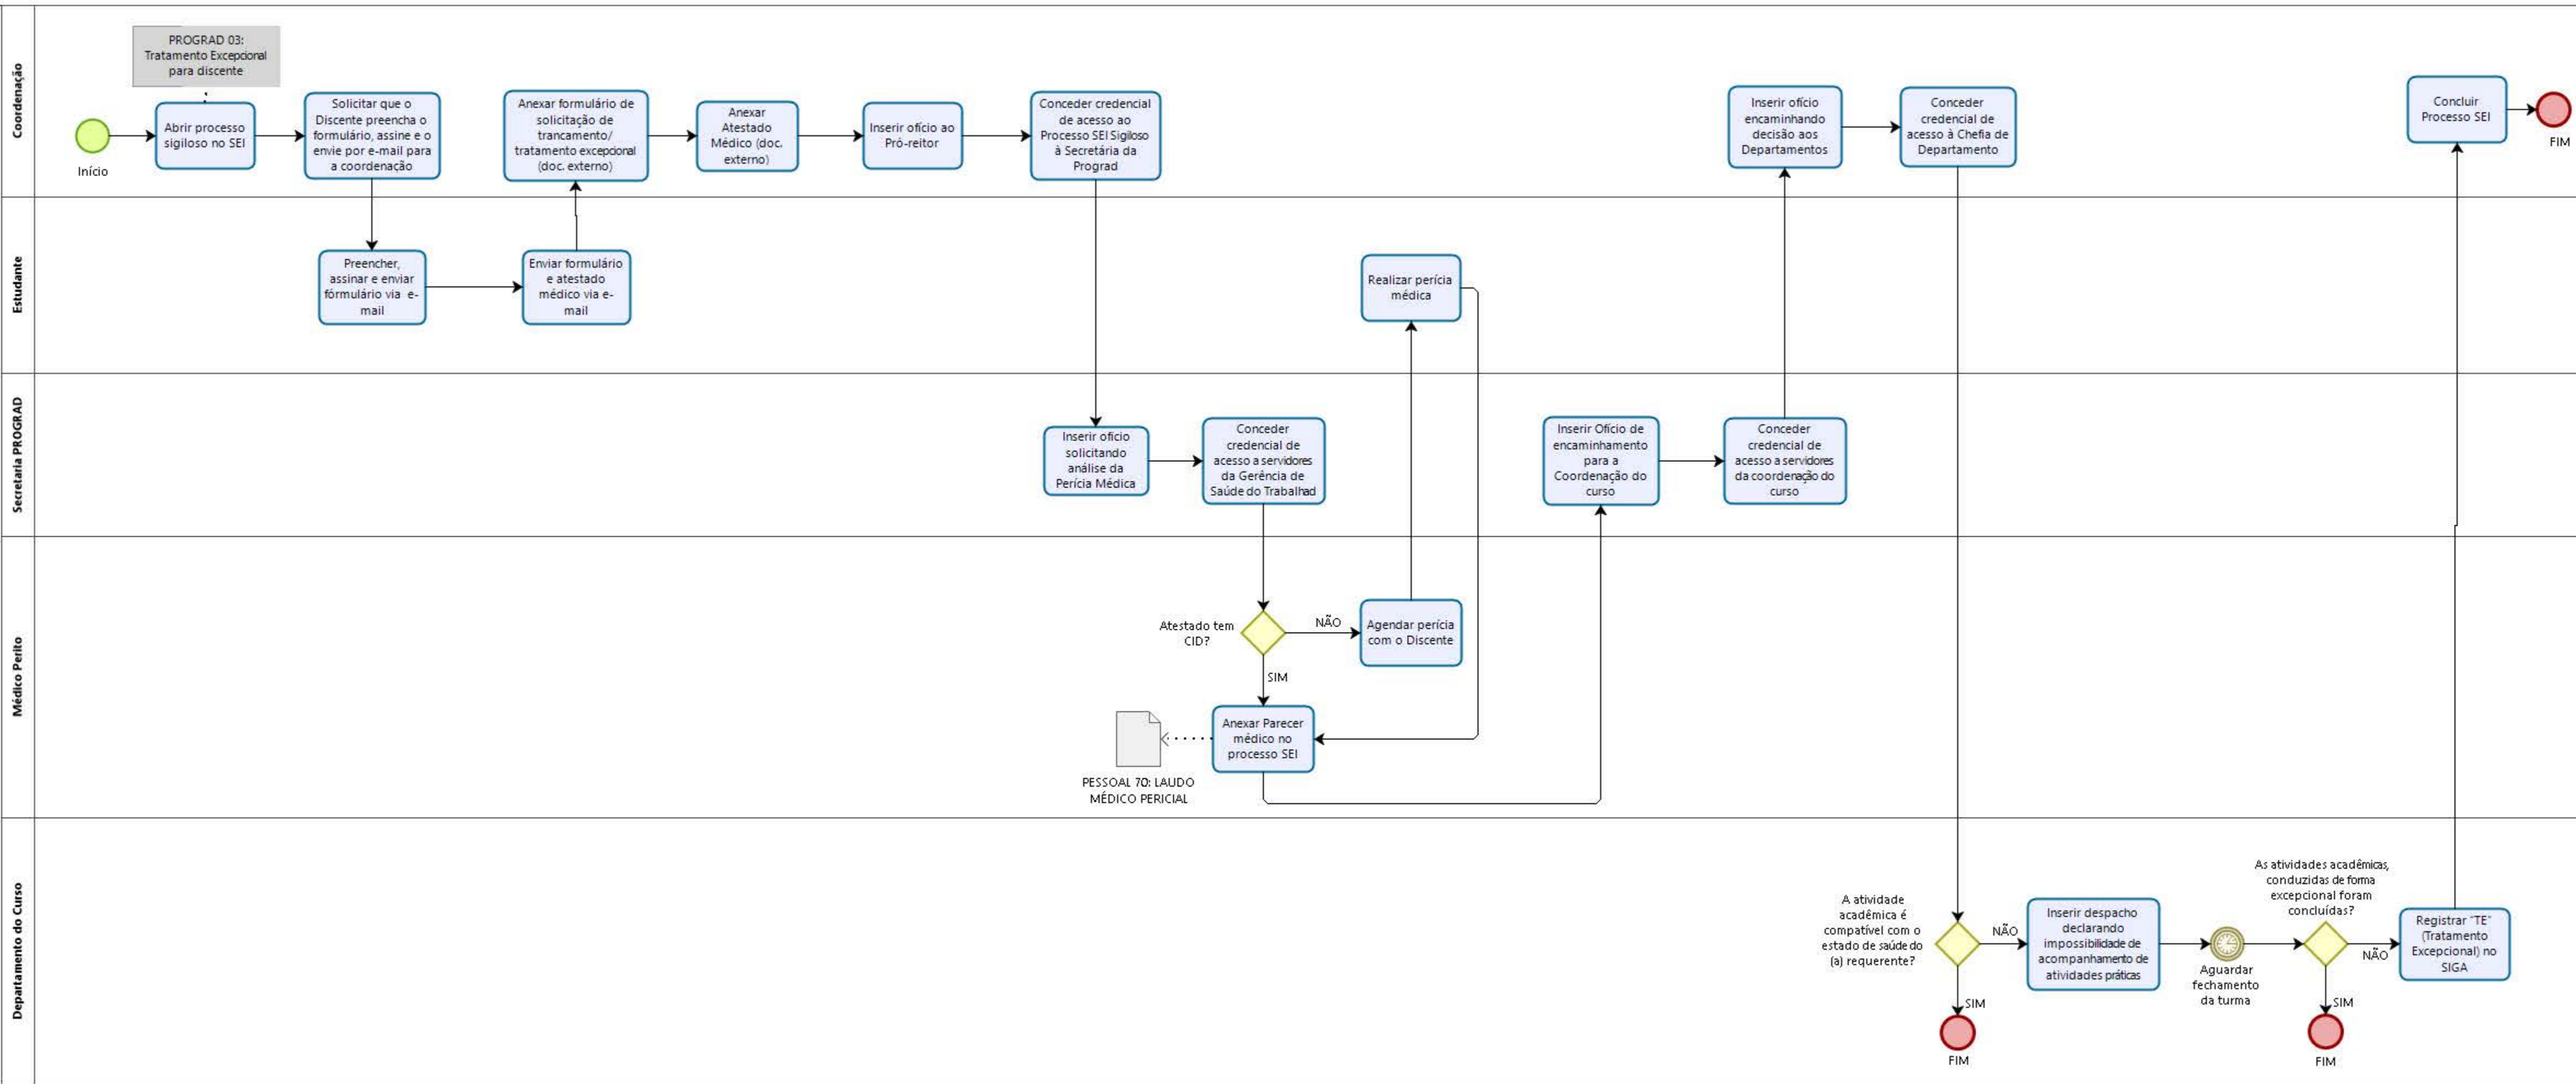 Coordenação
PROGRAD 03:
Tratamento Excepcional
para discente
Início
Abrir processo
sigiloso no SEI
Solicitar que o
Discente preencha o
formulário, assine e o
envie por e-mail para
a coordenação
Anexar formulário de
solicitação de
trancamento/
tratamento excepcional
(doc. externo)
Anexar
Atestado
Médico (doc.
externo)
Inserir ofício ao
Pró-reitor
Conceder credencial
de acesso ao
Processo SEI Sigiloso
à Secretária da
Prograd
Inserir ofício
encaminhando
decisão aos
Departamentos
Conceder
credencial de
acesso à Chefia de
Departamento
Concluir
Processo SEI
FIM
Estudante
Preencher,
assinar e enviar
fórmulário via e-
mail
Enviar formulário
e atestado
médico via e-
mail
Realizar perícia
médica
Secretaria PROGRAD
Inserir oficio
solicitando
análise da
Perícia Médica
Conceder
credencial de
acesso a servidores
da Gerência de
Saúde do Trabalhad
Inserir Ofício de
encaminhamento
para a
Coordenação do
curso
Conceder
credencial de
acesso a servidores
da coordenação do
curso
Médico Perito
Atestado tem
CID?
NÃO
Agendar perícia
com o Discente
SIM
Anexar Parecer
médico no
processo SEI
PESSOAL 70: LAUDO
MÉDICO PERICIAL
Departamento do Curso
A atividade
acadêmica é
compatível com o
estado de saúde do
(a) requerente?
NÃO
SIM
FIM
Inserir despacho
declarando
impossibilidade de
acompanhamento de
atividades práticas
Aguardar
fechamento
da turma
As atividades acadêmicas,
conduzidas de forma
excepcional foram
concluídas?
NÃO
SIM
FIM
Registrar "TE"
(Tratamento
Excepcional) no
SIGA